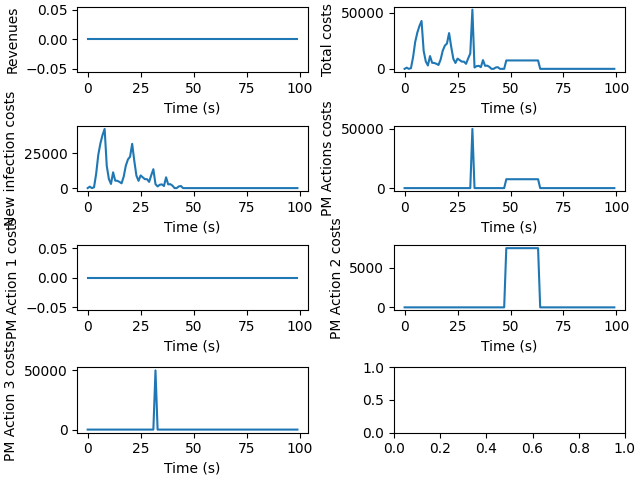 Revenues
0.05
0.00
−0.05
0 25 50 75 100
Time (s)
Total costs
50000
0
0 25 50 75 100
Time (s)
New infection costs
25000
0
0 25 50 75 100
Time (s)
PM Actions costs
50000
0
0 25 50 75 100
Time (s)
PM Action 1 costs
0.05
0.00
−0.05
0 25 50 75 100
Time (s)
PM Action 2 costs
5000
0
0 25 50 75 100
Time (s)
PM Action 3 costs
50000
0
0 25 50 75 100
Time (s)
1.0
0.5
0.0
0.0 0.2 0.4 0.6 0.8 1.0